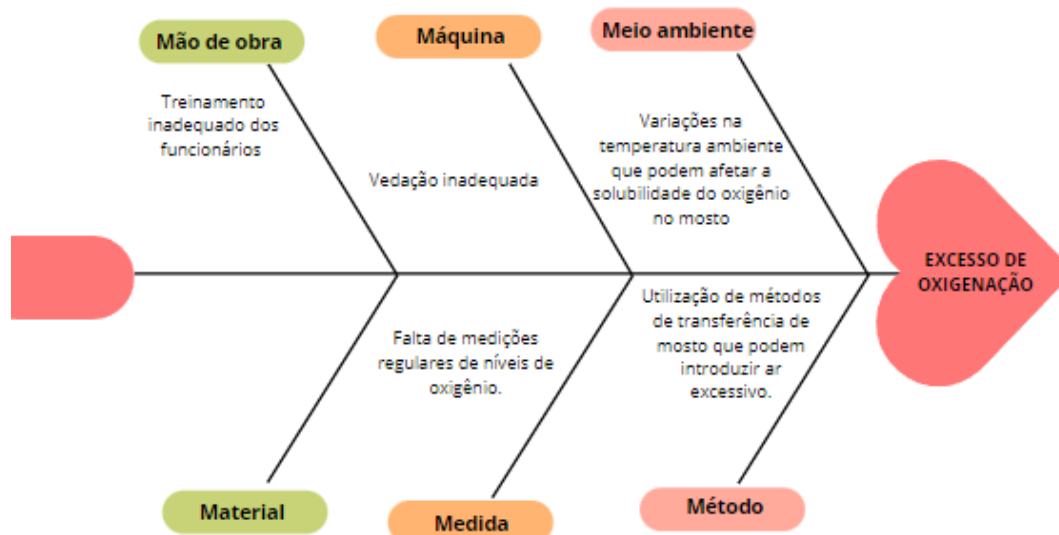 Mão de obra
Máquina
Meio ambiente
Treinamento
inadequado dos
funcionários
Vedação inadequada
Variações na
temperatura ambiente
que podem afetar a
solubilidade do oxigênio
no mosto
EXCESSO DE
OXIGENAÇÃO
Falta de medições
regulares de níveis de
oxigênio.
Utilização de métodos
de transferência de
mosto que podem
introduzir ar
excessivo.
Material
Medida
Método